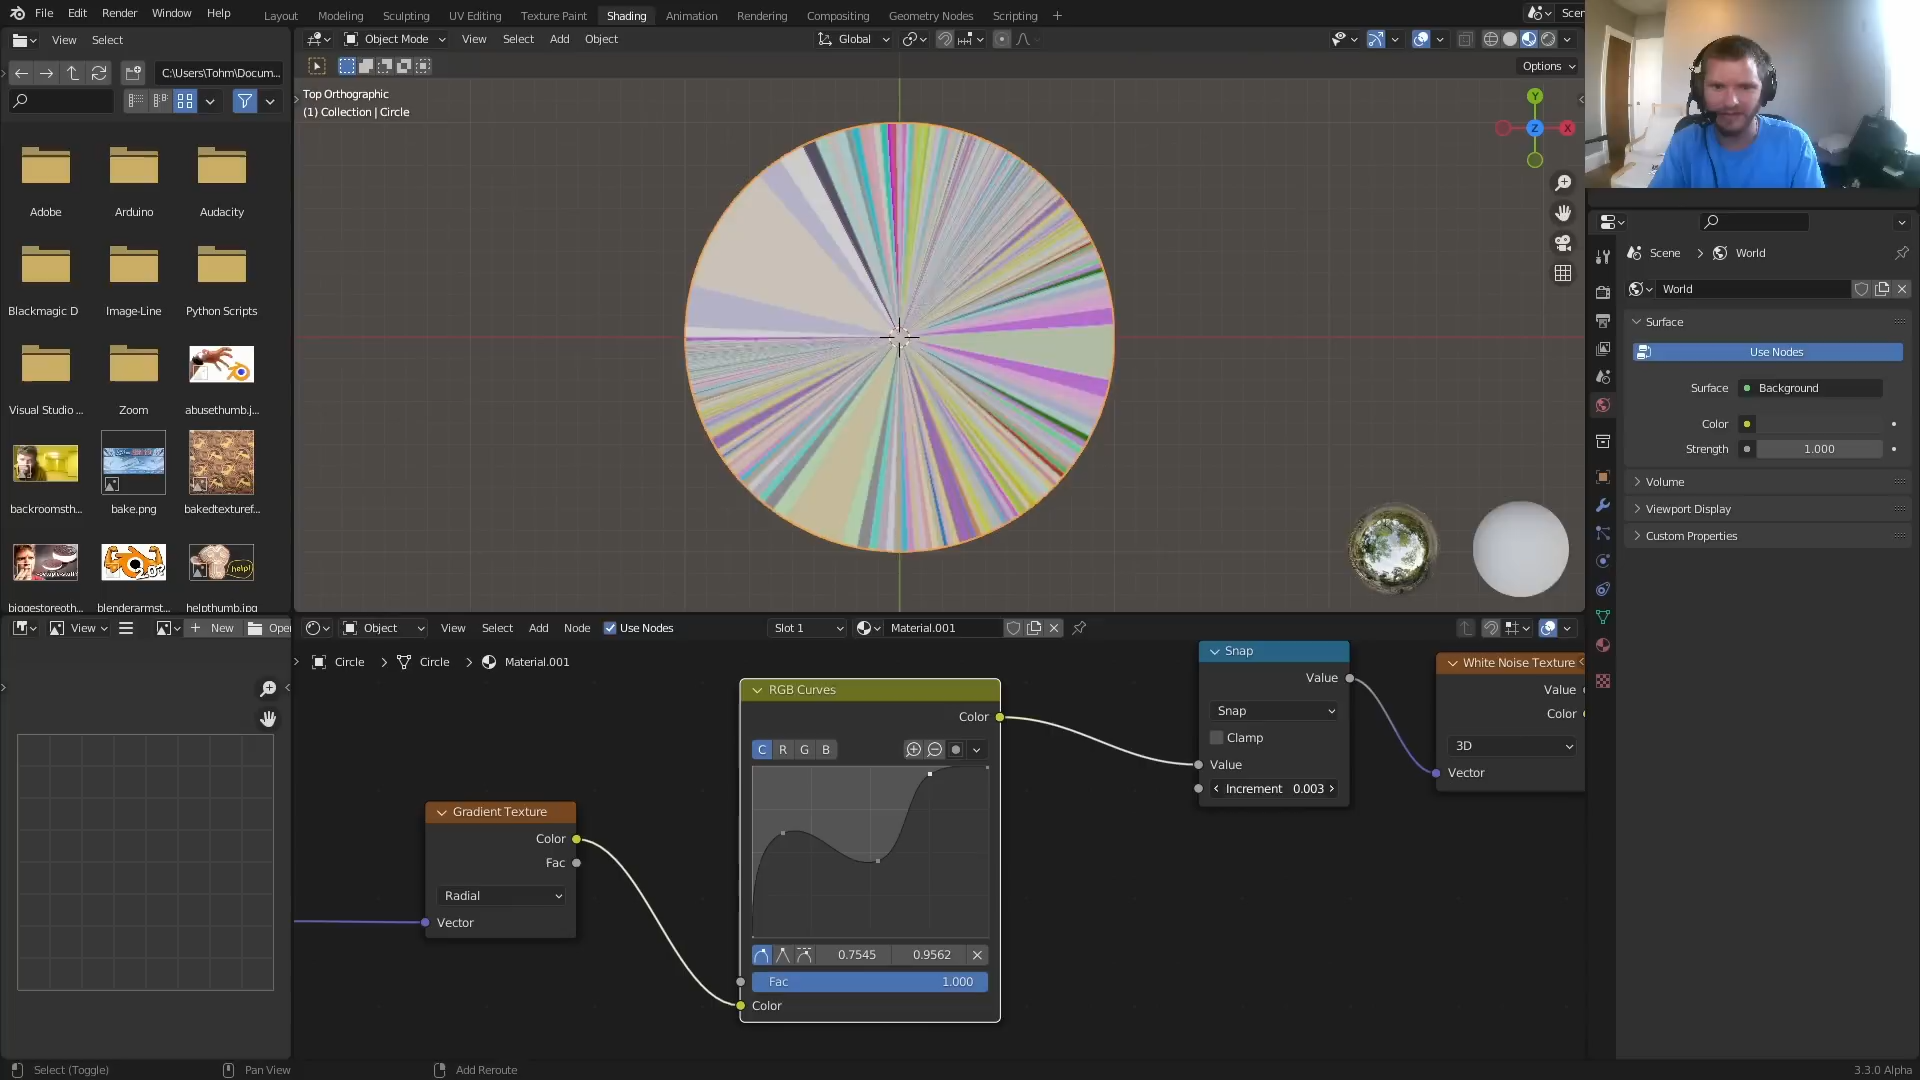 File Edit Render Window Help Layout Modeling Sculpting UV Editing Texture Paint Shading Animation Rendering Compositing Geometry Nodes Scripting
View Select
Object Mode View Select Add Object Global
C:\Users\Tohm\Docum...
Options
Top Orthographic
(1) Collection | Circle
Y
Z
X
Adobe Arduino Audacity
Blackmagic D Image-Line Python Scripts
Visual Studio ... Zoom abusethumb.j...
backroomsth... bake.png bakedtexturef...
2.0?
help!
biggestoreoth... blenderarmst... helpthumb.jpg
Scene World
World
Surface
Use Nodes
Surface Background
Color
Strength 1.000
Volume
Viewport Display
Custom Properties
View New Open
Object View Select Add Node Use Nodes Slot 1 Material.001
Circle Circle Material.001
Gradient Texture
Color
Fac
Radial
Vector
RGB Curves
Color
C R G B
0.7545 0.9562
Fac 1.000
Color
Snap
Value
Snap
Clamp
Value
Increment 0.003
White Noise Texture
Value
Color
3D
Vector
Select (Toggle) Pan View Add Reroute 3.3.0 Alpha